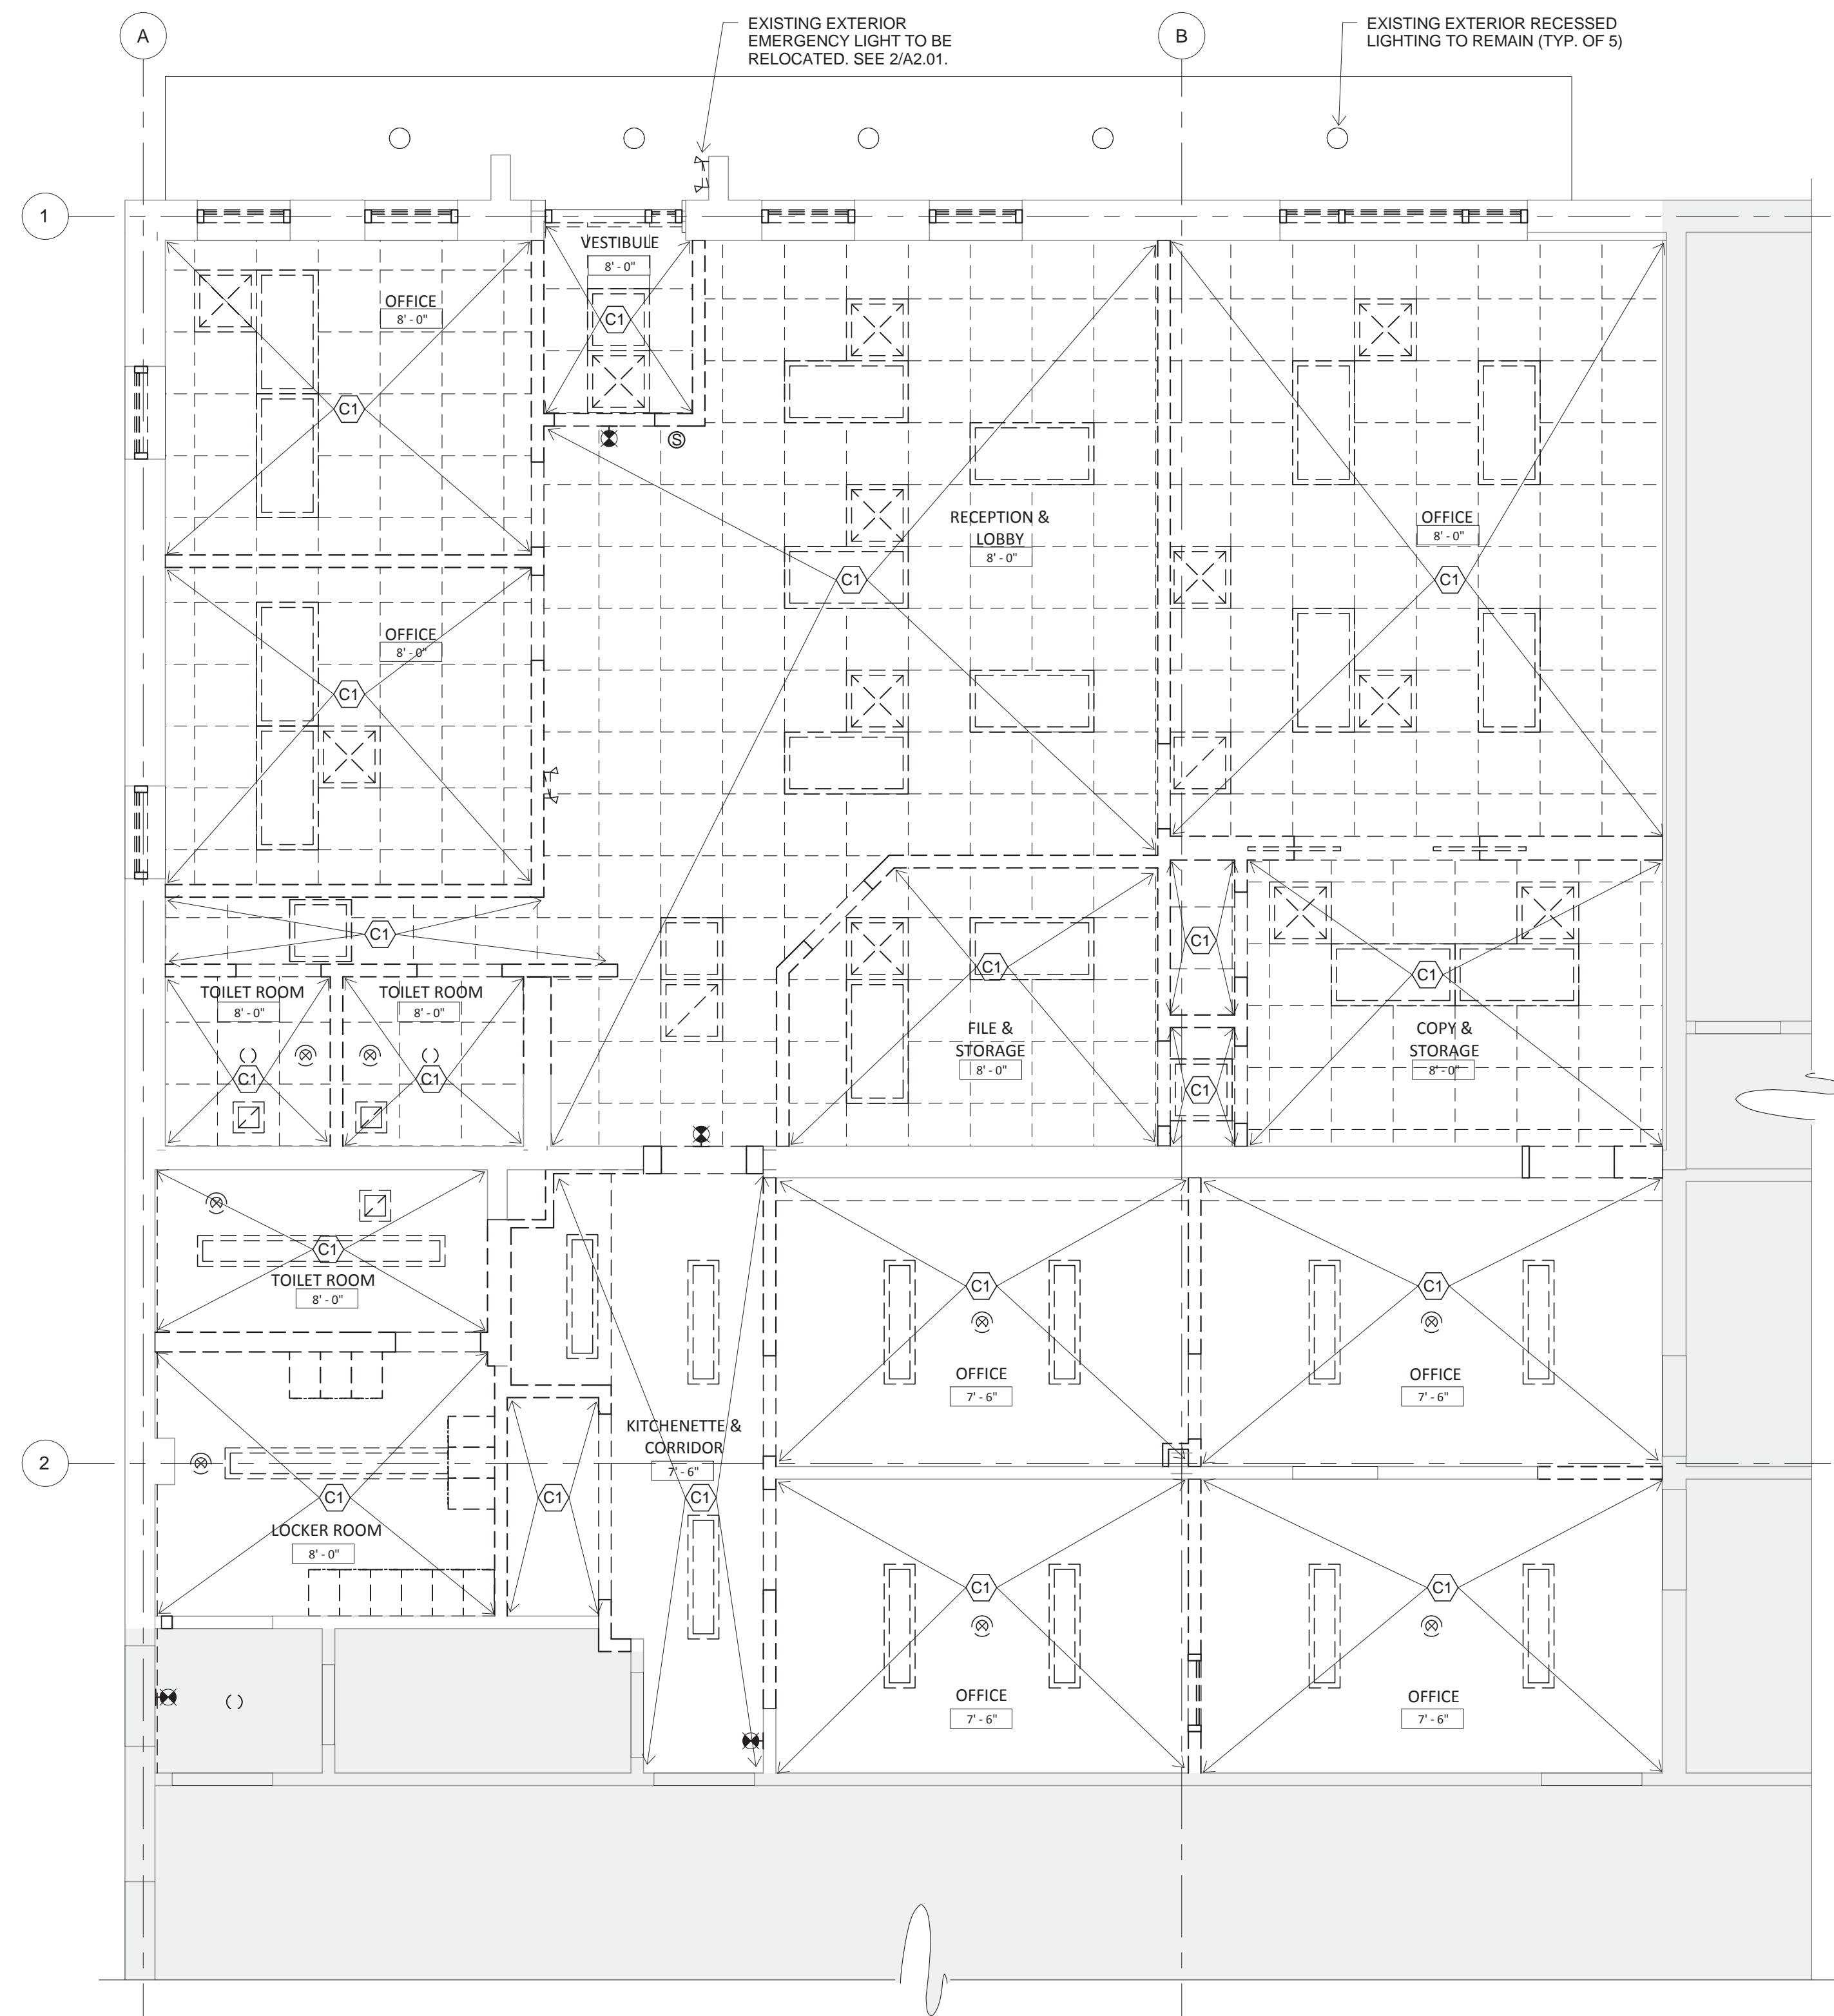 EXISTING EXTERIOR
EMERGENCY LIGHT TO BE
RELOCATED. SEE 2/A2.01.
EXISTING EXTERIOR RECESSED
LIGHTING TO REMAIN (TYP. OF 5)
A
B
1
VESTIBULE
8' - 0"
C1
OFFICE
8' - 0"
C1
RECEPTION &
LOBBY
8' - 0"
C1
OFFICE
8' - 0"
C1
S
OFFICE
8' - 0"
C1
C1
TOILET ROOM
8' - 0"
C1
TOILET ROOM
8' - 0"
C1
FILE &
STORAGE
8' - 0"
C1
C1
C1
COPY &
STORAGE
8' - 0"
C1
C1
TOILET ROOM
8' - 0"
C1
OFFICE
7' - 6"
C1
OFFICE
7' - 6"
KITCHENETTE &
CORRIDOR
7' - 6"
C1
2
C1
LOCKER ROOM
8' - 0"
C1
C1
OFFICE
7' - 6"
C1
OFFICE
7' - 6"